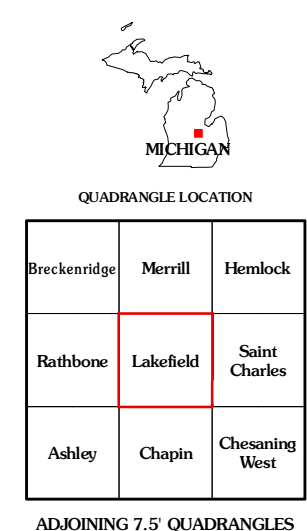 MICHIGAN
QUADRANGLE LOCATION
Breckenridge Merrill Hemlock
Rathbone Lakefield Saint
Charles
Ashley Chapin Chesaning
West
ADJOINING 7.5' QUADRANGLES